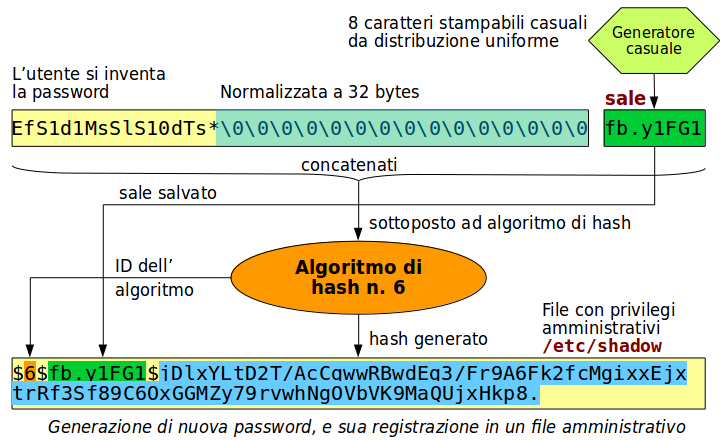 8 caratteri stampabili casuali
da distribuzione uniforme
Generatore
casuale
L’utente si inventa
la password
Normalizzata a 32 bytes
sale
EfS1d1MsSlS10dTs*\0\0\0\0\0\0\0\0\0\0\0\0\0\0\0
fb.y1FG1
concatenati
sale salvato
sottoposto ad algoritmo di hash
ID dell’
algoritmo
Algoritmo di
hash n. 6
hash generato
File con privilegi
amministrativi
/etc/shadow
$6$fb.y1FG1$jDlxYLtD2T/AcCqwwRBwdEq3/Fr9A6Fk2fcMgixxEjx
trRf3Sf89C6OxGGMZy79rvwhNgOVbVK9MaQUjxHkp8.
Generazione di nuova password, e sua registrazione in un file amministrativo